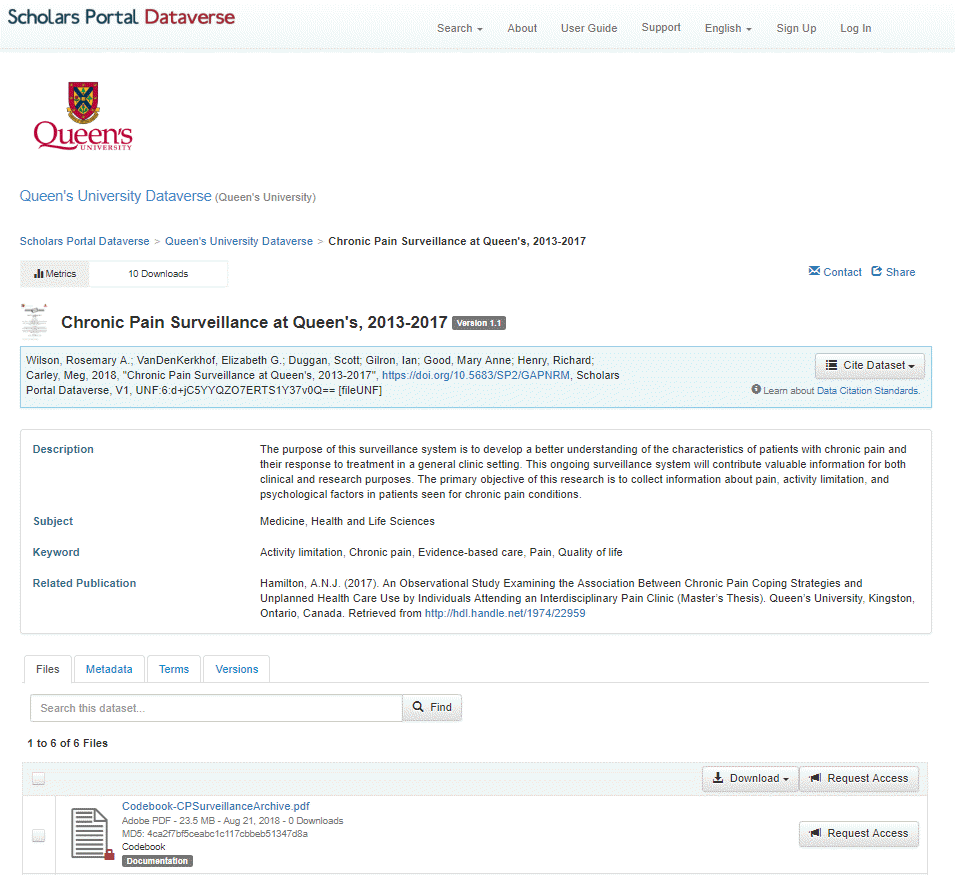 Scholars Portal Dataverse
Search About User Guide Support English Sign Up Log In
Queen's
UNIVERSITY
Queen's University Dataverse (Queen's University)
Scholars Portal Dataverse > Queen's University Dataverse > Chronic Pain Surveillance at Queen's, 2013-2017
Metrics 10 Downloads
Contact Share
Chronic Pain Surveillance at Queen's, 2013-2017 Version 1.1
Wilson, Rosemary A.; VanDenKerkhof, Elizabeth G.; Duggan, Scott; Gilron, Ian; Good, Mary Anne; Henry, Richard;
Carley, Meg, 2018, "Chronic Pain Surveillance at Queen's, 2013-2017", https://doi.org/10.5683/SP2/GAPNRM, Scholars
Portal Dataverse, V1, UNF:6:d+jC5YYQZO7ERTS1Y37v0Q== [fileUNF]
Cite Dataset
Learn about Data Citation Standards.
Description
The purpose of this surveillance system is to develop a better understanding of the characteristics of patients with chronic pain and
their response to treatment in a general clinic setting. This ongoing surveillance system will contribute valuable information for both
clinical and research purposes. The primary objective of this research is to collect information about pain, activity limitation, and
psychological factors in patients seen for chronic pain conditions.
Subject
Medicine, Health and Life Sciences
Keyword
Activity limitation, Chronic pain, Evidence-based care, Pain, Quality of life
Related Publication
Hamilton, A.N.J. (2017). An Observational Study Examining the Association Between Chronic Pain Coping Strategies and
Unplanned Health Care Use by Individuals Attending an Interdisciplinary Pain Clinic (Master's Thesis). Queen's University, Kingston,
Ontario, Canada. Retrieved from http://hdl.handle.net/1974/22959
Files Metadata Terms Versions
Search this dataset... Find
1 to 6 of 6 Files
Download Request Access
Codebook-CPSurveillanceArchive.pdf
Adobe PDF - 23.5 MB - Aug 21, 2018 - 0 Downloads
MD5: 4ca2f7bf5ceabc1c117cbbeb51347d8a
Codebook
Documentation
Request Access